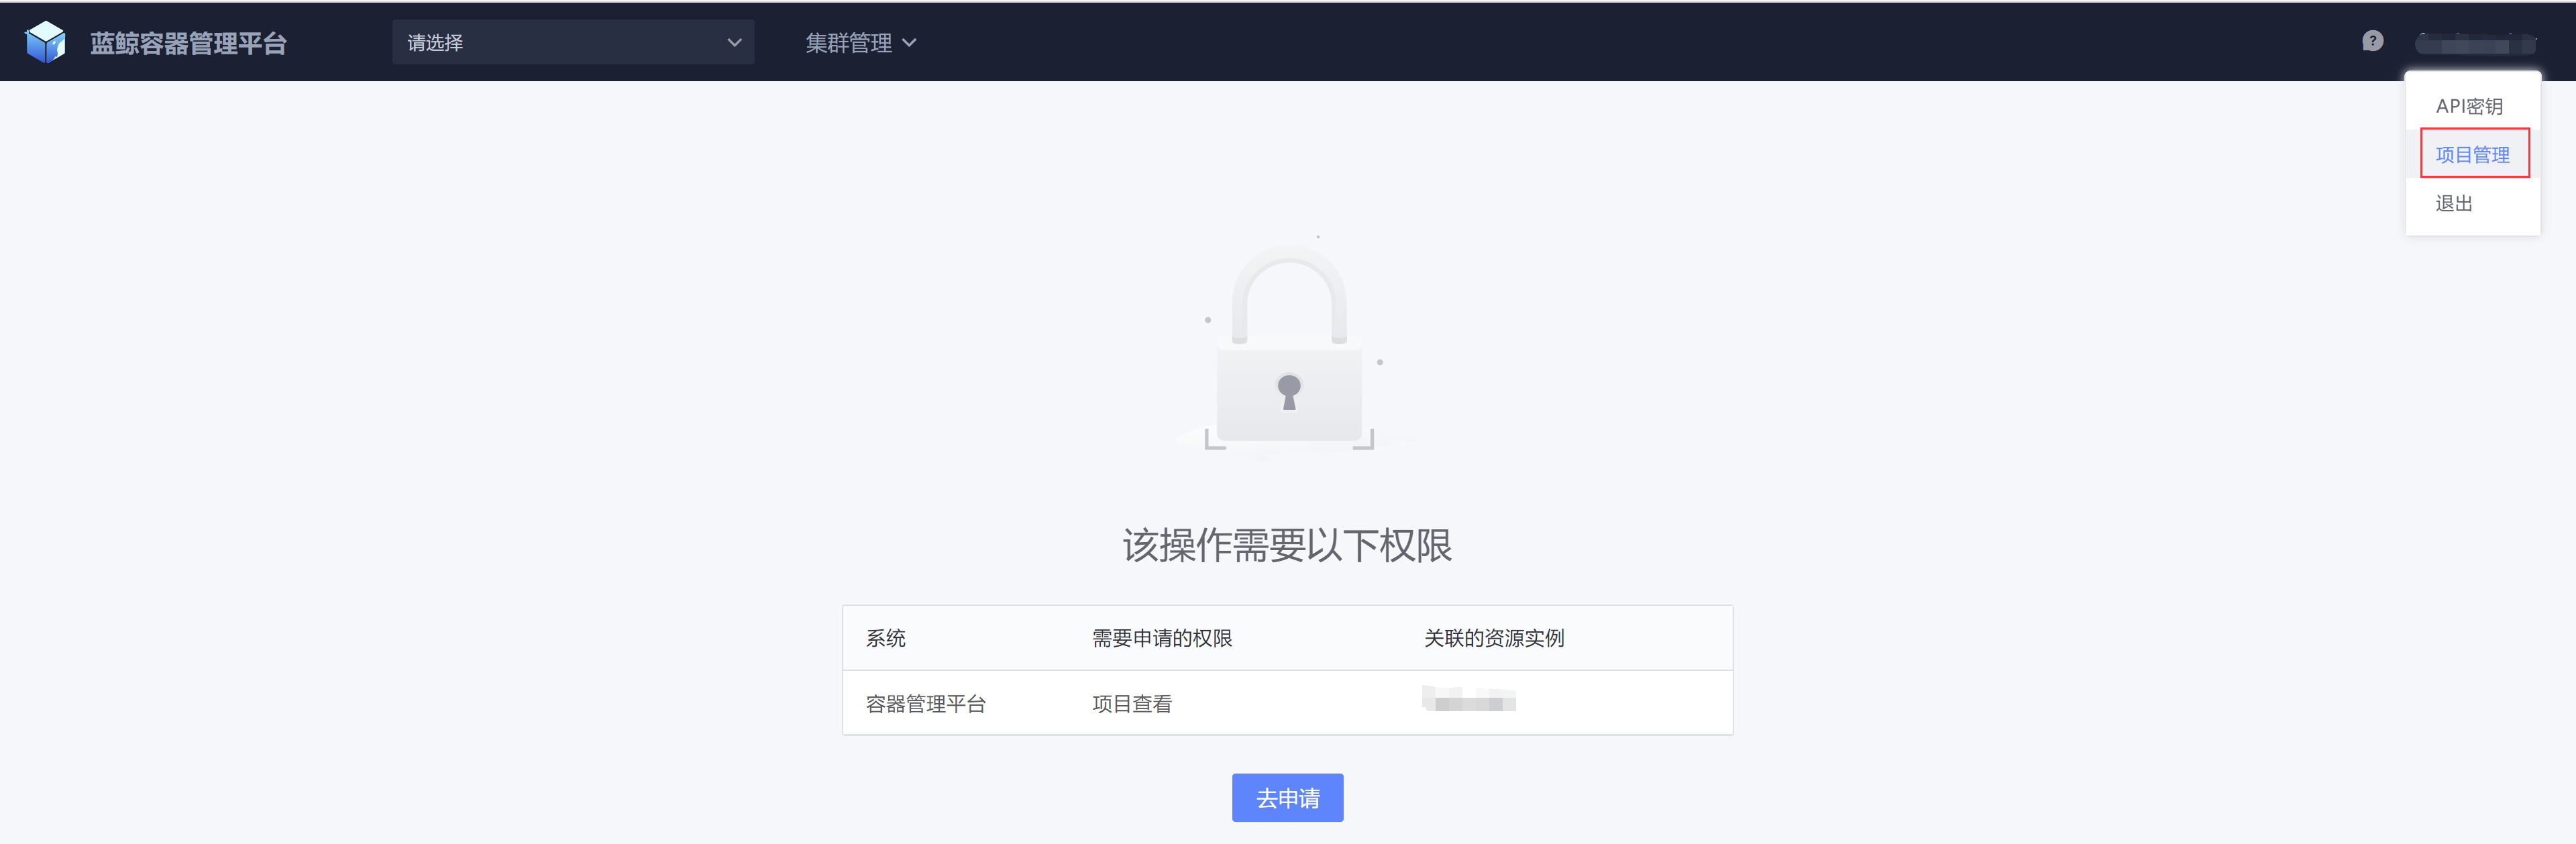 蓝鲸容器管理平台
请选择
集群管理
?
API密钥
项目管理
退出
该操作需要以下权限
系统 需要申请的权限 关联的资源实例
容器管理平台 项目查看
去申请